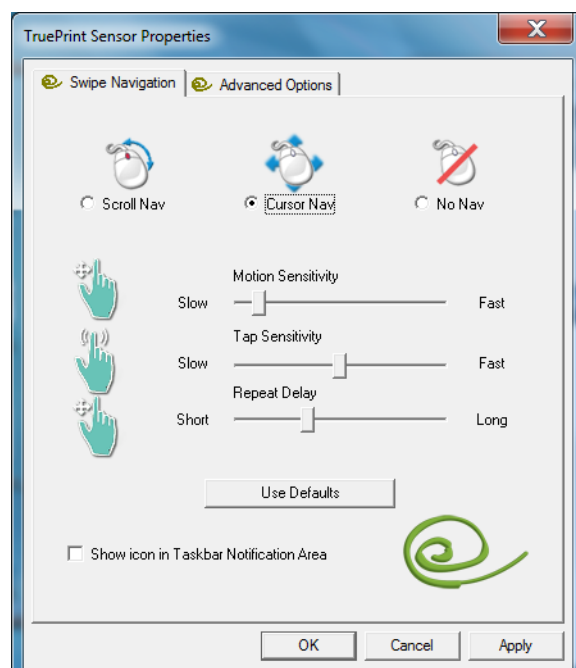 TruePrint Sensor Properties
Swipe Navigation Advanced Options
Scroll Nav Cursor Nav No Nav
Motion Sensitivity
Slow Fast
Tap Sensitivity
Slow Fast
Repeat Delay
Short Long
Use Defaults
Show icon in Taskbar Notification Area
OK Cancel Apply